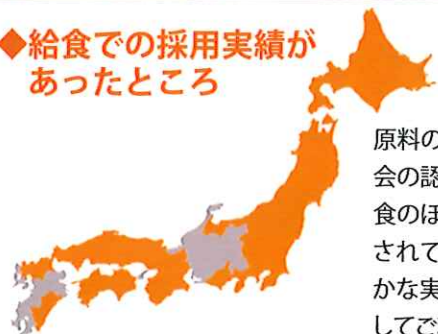 ◆給食での採用実績が
あったところ
原料の
会の認
食のほ
されて
かな実
してご